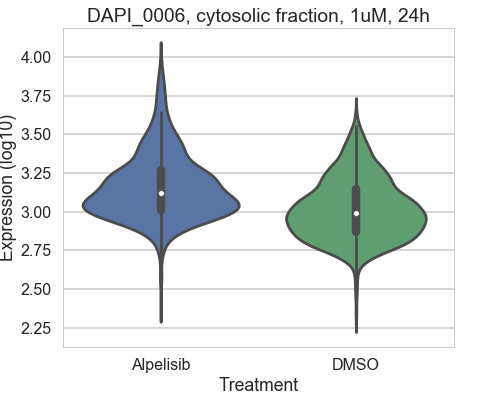 DAPI_0006, cytosolic fraction, 1uM, 24h
Expression (log10)
4.00
3.75
3.50
3.25
3.00
2.75
2.50
2.25
Alpelisib DMSO
Treatment